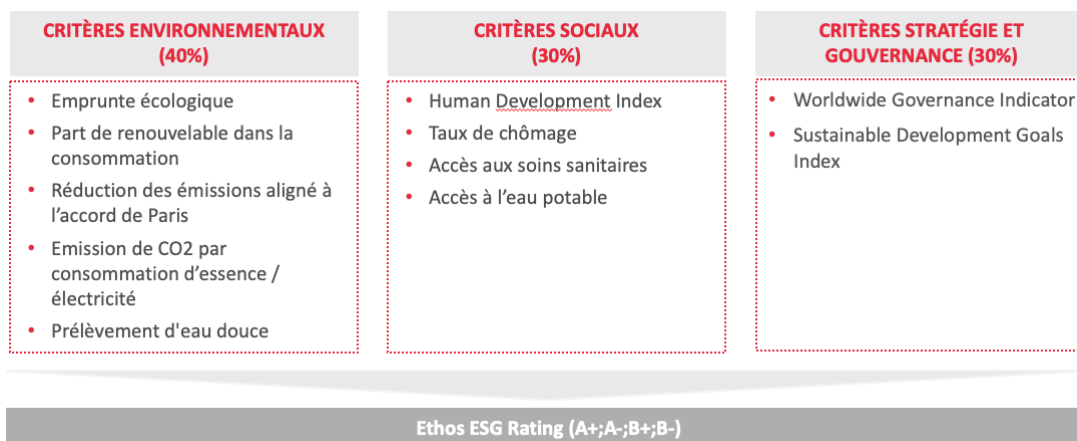 CRITÈRES ENVIRONNEMENTAUX
(40%)
• Emprunte écologique
• Part de renouvelable dans la
consommation
• Réduction des émissions aligné à
l’accord de Paris
• Emission de CO2 par
consommation d’essence /
électricité
• Prélèvement d'eau douce
CRITÈRES SOCIAUX
(30%)
• Human Development Index
• Taux de chômage
• Accès aux soins sanitaires
• Accès à l’eau potable
CRITÈRES STRATÉGIE ET
GOUVERNANCE (30%)
• Worldwide Governance Indicator
• Sustainable Development Goals
Index
Ethos ESG Rating (A+;A-;B+;B-)